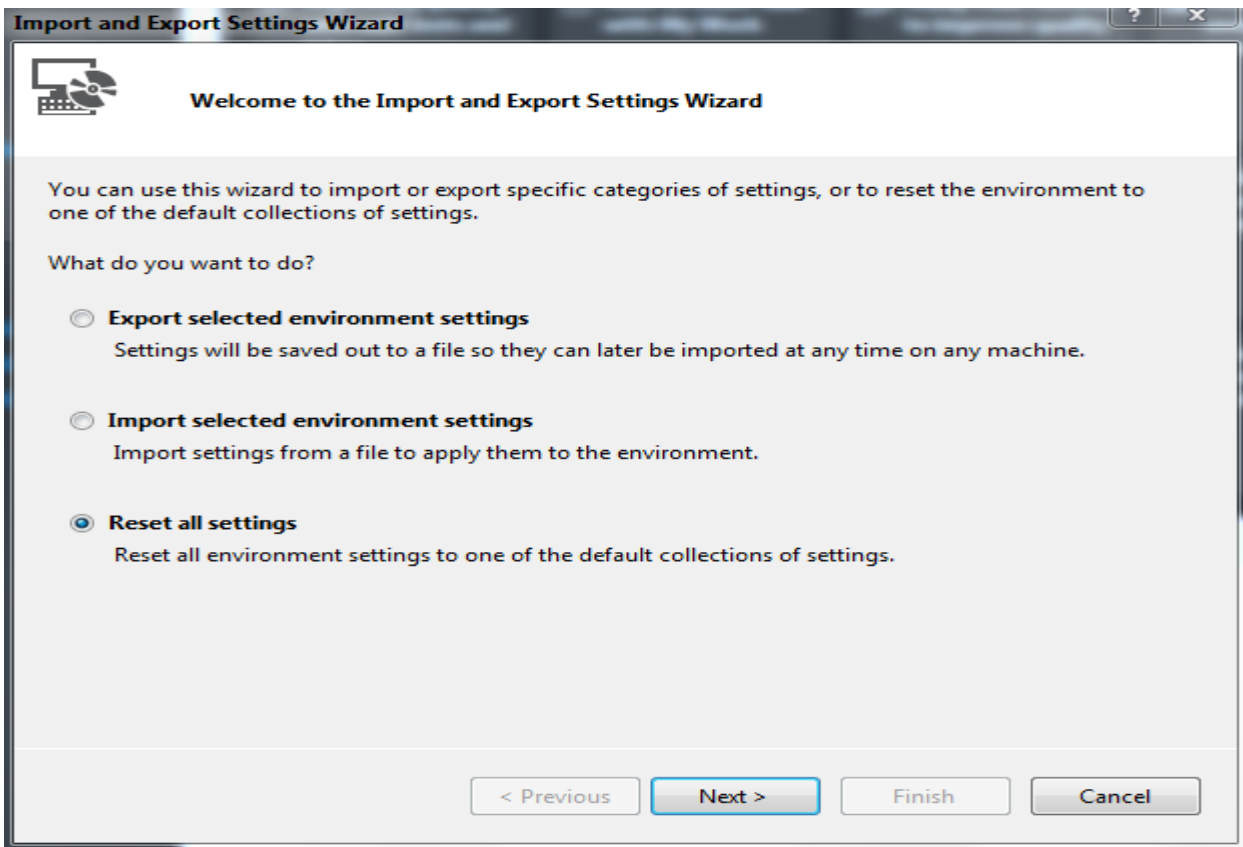 Import and Export Settings Wizard
Welcome to the Import and Export Settings Wizard
You can use this wizard to import or export specific categories of settings, or to reset the environment to
one of the default collections of settings.
What do you want to do?
Export selected environment settings
Settings will be saved out to a file so they can later be imported at any time on any machine.
Import selected environment settings
Import settings from a file to apply them to the environment.
Reset all settings
Reset all environment settings to one of the default collections of settings.
< Previous Next > Finish Cancel